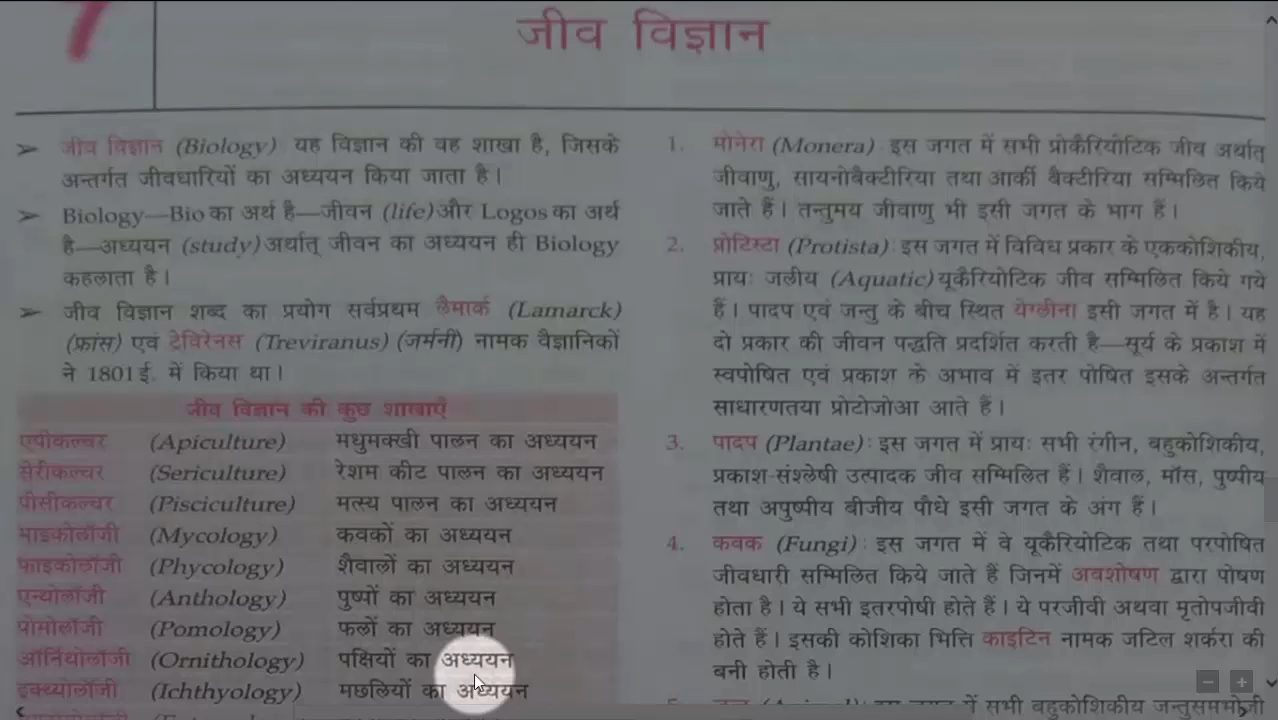 7
जीव विज्ञान
➢ जीव विज्ञान (Biology) यह विज्ञान की वह शाखा है, जिसके
अन्तर्गत जीवधारियों का अध्ययन किया जाता है।
➢ Biology—Bio का अर्थ है—जीवन (life) और Logos का अर्थ
है—अध्ययन (study) अर्थात् जीवन का अध्ययन ही Biology
कहलाता है।
➢ जीव विज्ञान शब्द का प्रयोग सर्वप्रथम लैमार्क (Lamarck)
(फ्रांस) एवं टेविरेनस (Treviranus) (जर्मनी) नामक वैज्ञानिकों
ने 1801 ई. में किया था।
जीव विज्ञान की कुछ शाखाएँ
एपीकल्चर (Apiculture) मधुमक्खी पालन का अध्ययन
सेरीकल्चर (Sericulture) रेशम कीट पालन का अध्ययन
पीसीकल्चर (Pisciculture) मत्स्य पालन का अध्ययन
माइकोलॉजी (Mycology) कवकों का अध्ययन
फाइकोलॉजी (Phycology) शैवालों का अध्ययन
एन्थोलॉजी (Anthology) पुष्पों का अध्ययन
पोमोलॉजी (Pomology) फलों का अध्ययन
ऑर्निथोलॉजी (Ornithology) पक्षियों का अध्ययन
इक्थ्योलॉजी (Ichthyology) मछलियों का अध्ययन
1. मोनेरा (Monera) इस जगत में सभी प्रोकैरियोटिक जीव अर्थात्
जीवाणु, सायनोबैक्टीरिया तथा आर्की बैक्टीरिया सम्मिलित किये
जाते हैं। तन्तुमय जीवाणु भी इसी जगत के भाग हैं।
2. प्रोटिस्टा (Protista) : इस जगत में विविध प्रकार के एककोशिकीय,
प्रायः जलीय (Aquatic) यूकैरियोटिक जीव सम्मिलित किये गये
हैं। पादप एवं जन्तु के बीच स्थित येग्लीना इसी जगत में है। यह
दो प्रकार की जीवन पद्धति प्रदर्शित करती है—सूर्य के प्रकाश में
स्वपोषित एवं प्रकाश के अभाव में इतर पोषित इसके अन्तर्गत
साधारणतया प्रोटोजोआ आते हैं।
3. पादप (Plantae) : इस जगत में प्रायः सभी रंगीन, बहुकोशिकीय,
प्रकाश-संश्लेषी उत्पादक जीव सम्मिलित हैं। शैवाल, मॉस, पुष्पीय
तथा अपुष्पीय बीजीय पौधे इसी जगत के अंग हैं।
4. कवक (Fungi) : इस जगत में वे यूकैरियोटिक तथा परपोषित
जीवधारी सम्मिलित किये जाते हैं जिनमें अवशोषण द्वारा पोषण
होता है। ये सभी इतरपोषी होते हैं। ये परजीवी अथवा मृतोपजीवी
होते हैं। इसकी कोशिका भित्ति काइटिन नामक जटिल शर्करा की
बनी होती है।
में सभी बहुकोशिकीय